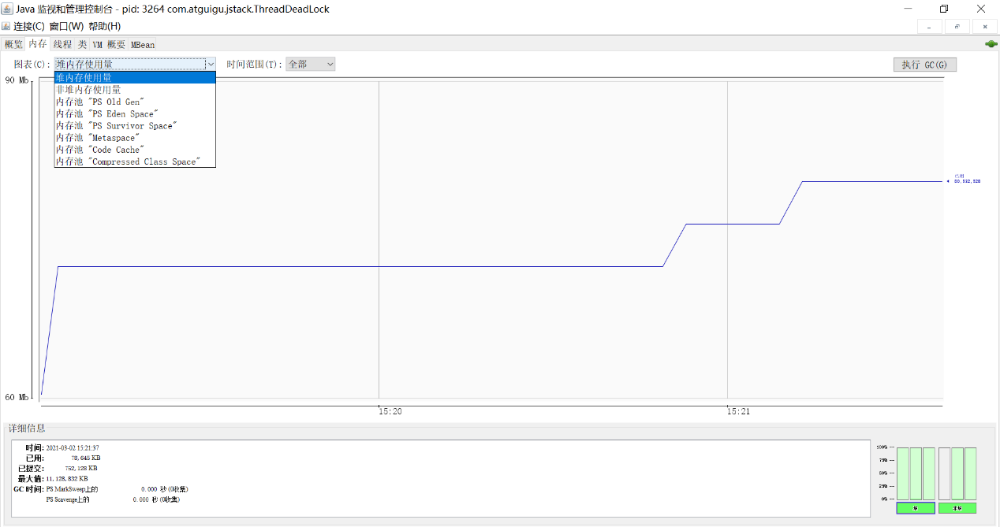 Java 监视和管理控制台 - pid: 3264 com.atguigu.jstack.ThreadDeadLock
连接(C) 窗口(W) 帮助(H)
概览 内存 线程 类 VM 概要 MBean
图表(C): 堆内存使用量 时间范围(T): 全部 执行 GC(G)
90 Mb
堆内存使用量
非堆内存使用量
内存池 "PS Old Gen"
内存池 "PS Eden Space"
内存池 "PS Survivor Space"
内存池 "Metaspace"
内存池 "Code Cache"
内存池 "Compressed Class Space"
已用
80,532,528
60 Mb
15:20 15:21
详细信息
时间: 2021-03-02 15:21:37
已用: 78,645 KB
已提交: 752,128 KB
最大值: 11,128,832 KB
GC 时间: PS MarkSweep上的 0.000 秒 (0收集)
PS Scavenge上的 0.000 秒 (0收集)
100%
75%
50%
25%
0%
堆 非堆